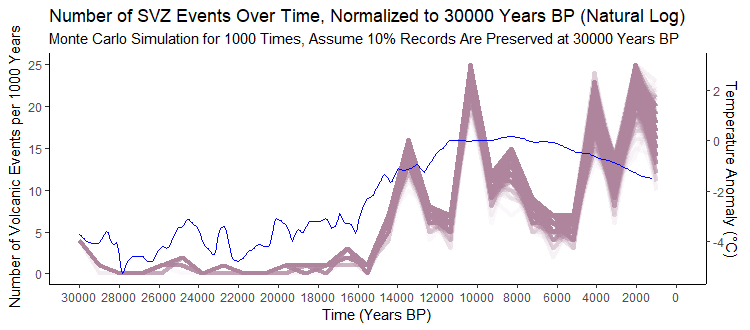 Number of SVZ Events Over Time, Normalized to 30000 Years BP (Natural Log)
Monte Carlo Simulation for 1000 Times, Assume 10% Records Are Preserved at 30000 Years BP
Number of Volcanic Events per 1000 Years
25
20
15
10
5
0
2
0
-2
-4
Temperature Anomaly (°C)
30000 28000 26000 24000 22000 20000 18000 16000 14000 12000 10000 8000 6000 4000 2000 0
Time (Years BP)